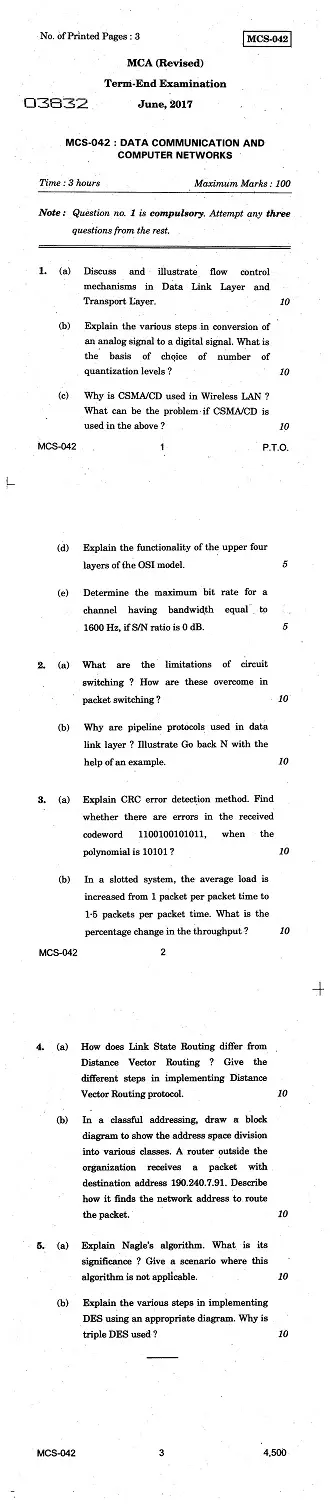 No. of Printed Pages : 3
MCS-042
MCA (Revised)
Term-End Examination
03832
June, 2017
MCS-042 : DATA COMMUNICATION AND
COMPUTER NETWORKS
Time : 3 hours Maximum Marks : 100
Note : Question no. 1 is compulsory. Attempt any three
questions from the rest.
1. (a) Discuss and illustrate flow control
mechanisms in Data Link Layer and
Transport Layer. 10
(b) Explain the various steps in conversion of
an analog signal to a digital signal. What is
the basis of choice of number of
quantization levels ? 10
(c) Why is CSMA/CD used in Wireless LAN ?
What can be the problem if CSMA/CD is
used in the above ? 10
MCS-042 1 P.T.O.
(d) Explain the functionality of the upper four
layers of the OSI model. 5
(e) Determine the maximum bit rate for a
channel having bandwidth equal to
1600 Hz, if S/N ratio is 0 dB. 5
2. (a) What are the limitations of circuit
switching ? How are these overcome in
packet switching ? 10
(b) Why are pipeline protocols used in data
link layer ? Illustrate Go back N with the
help of an example. 10
3. (a) Explain CRC error detection method. Find
whether there are errors in the received
codeword 1100100101011, when the
polynomial is 10101 ? 10
(b) In a slotted system, the average load is
increased from 1 packet per packet time to
1·5 packets per packet time. What is the
percentage change in the throughput ? 10
MCS-042 2
4. (a) How does Link State Routing differ from
Distance Vector Routing ? Give the
different steps in implementing Distance
Vector Routing protocol. 10
(b) In a classful addressing, draw a block
diagram to show the address space division
into various classes. A router outside the
organization receives a packet with
destination address 190.240.7.91. Describe
how it finds the network address to route
the packet. 10
5. (a) Explain Nagle's algorithm. What is its
significance ? Give a scenario where this
algorithm is not applicable. 10
(b) Explain the various steps in implementing
DES using an appropriate diagram. Why is
triple DES used ? 10
MCS-042 3 4,500